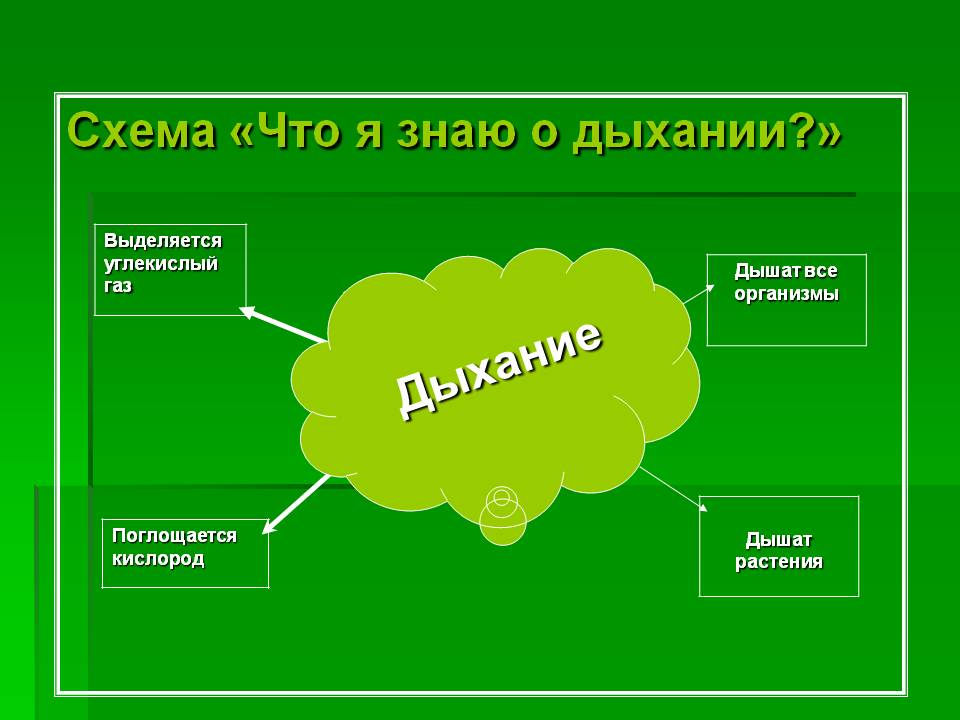 Схема «Что я знаю о дыхании?»
Выделяется
углекислый
газ
Дышат все
организмы
Дыхание
Поглощается
кислород
Дышат
растения